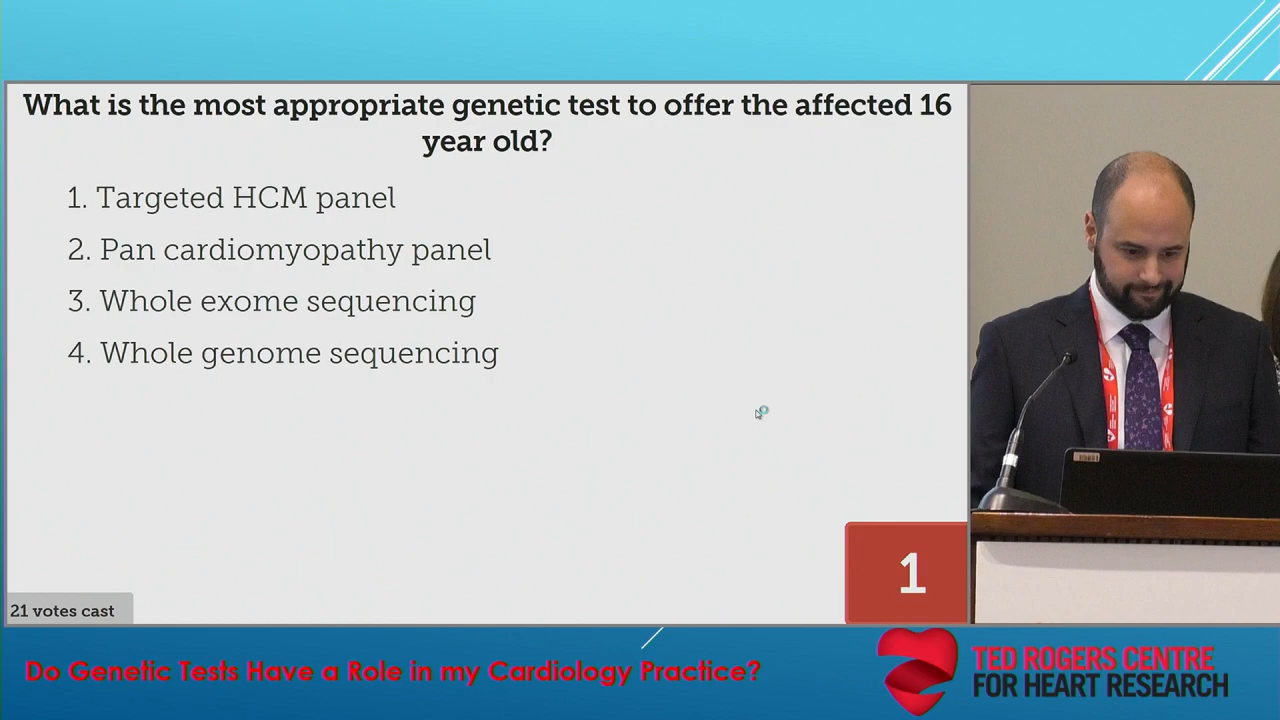 What is the most appropriate genetic test to offer the affected 16
year old?
1. Targeted HCM panel
2. Pan cardiomyopathy panel
3. Whole exome sequencing
4. Whole genome sequencing
1
21 votes cast
Do Genetic Tests Have a Role in my Cardiology Practice?
TED ROGERS CENTRE
FOR HEART RESEARCH